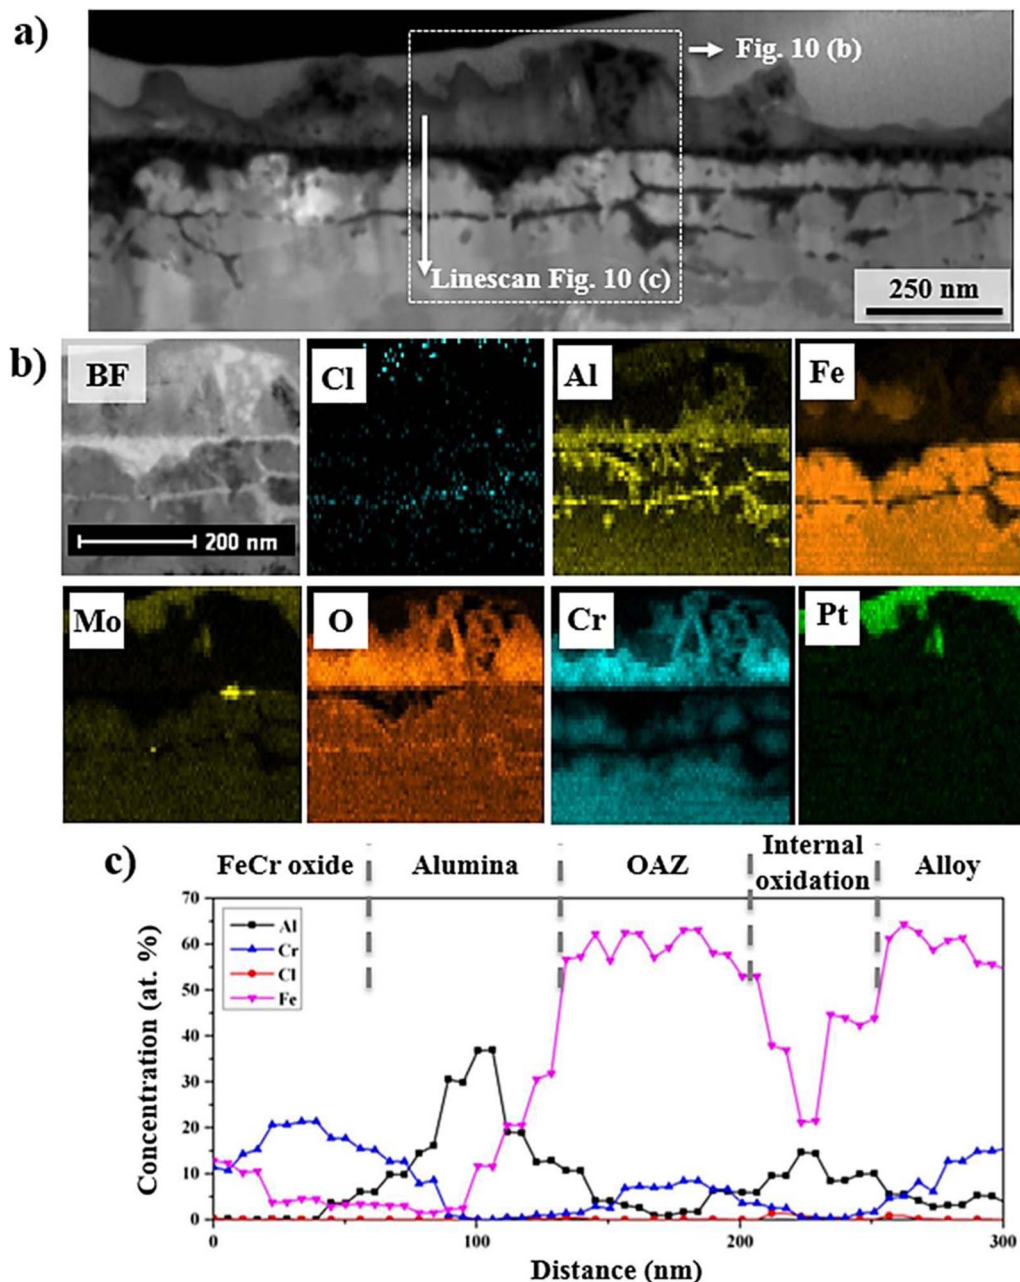 a)
Fig. 10 (b)
Linescan Fig. 10 (c)
250 nm
b)
BF
Cl
Al
Fe
200 nm
Mo
O
Cr
Pt
c)
FeCr oxide
Alumina
OAZ
Internal
oxidation
Alloy
Concentration (at. %)
70
60
50
40
30
20
10
0
Al
Cr
Cl
Fe
0
100
200
300
Distance (nm)